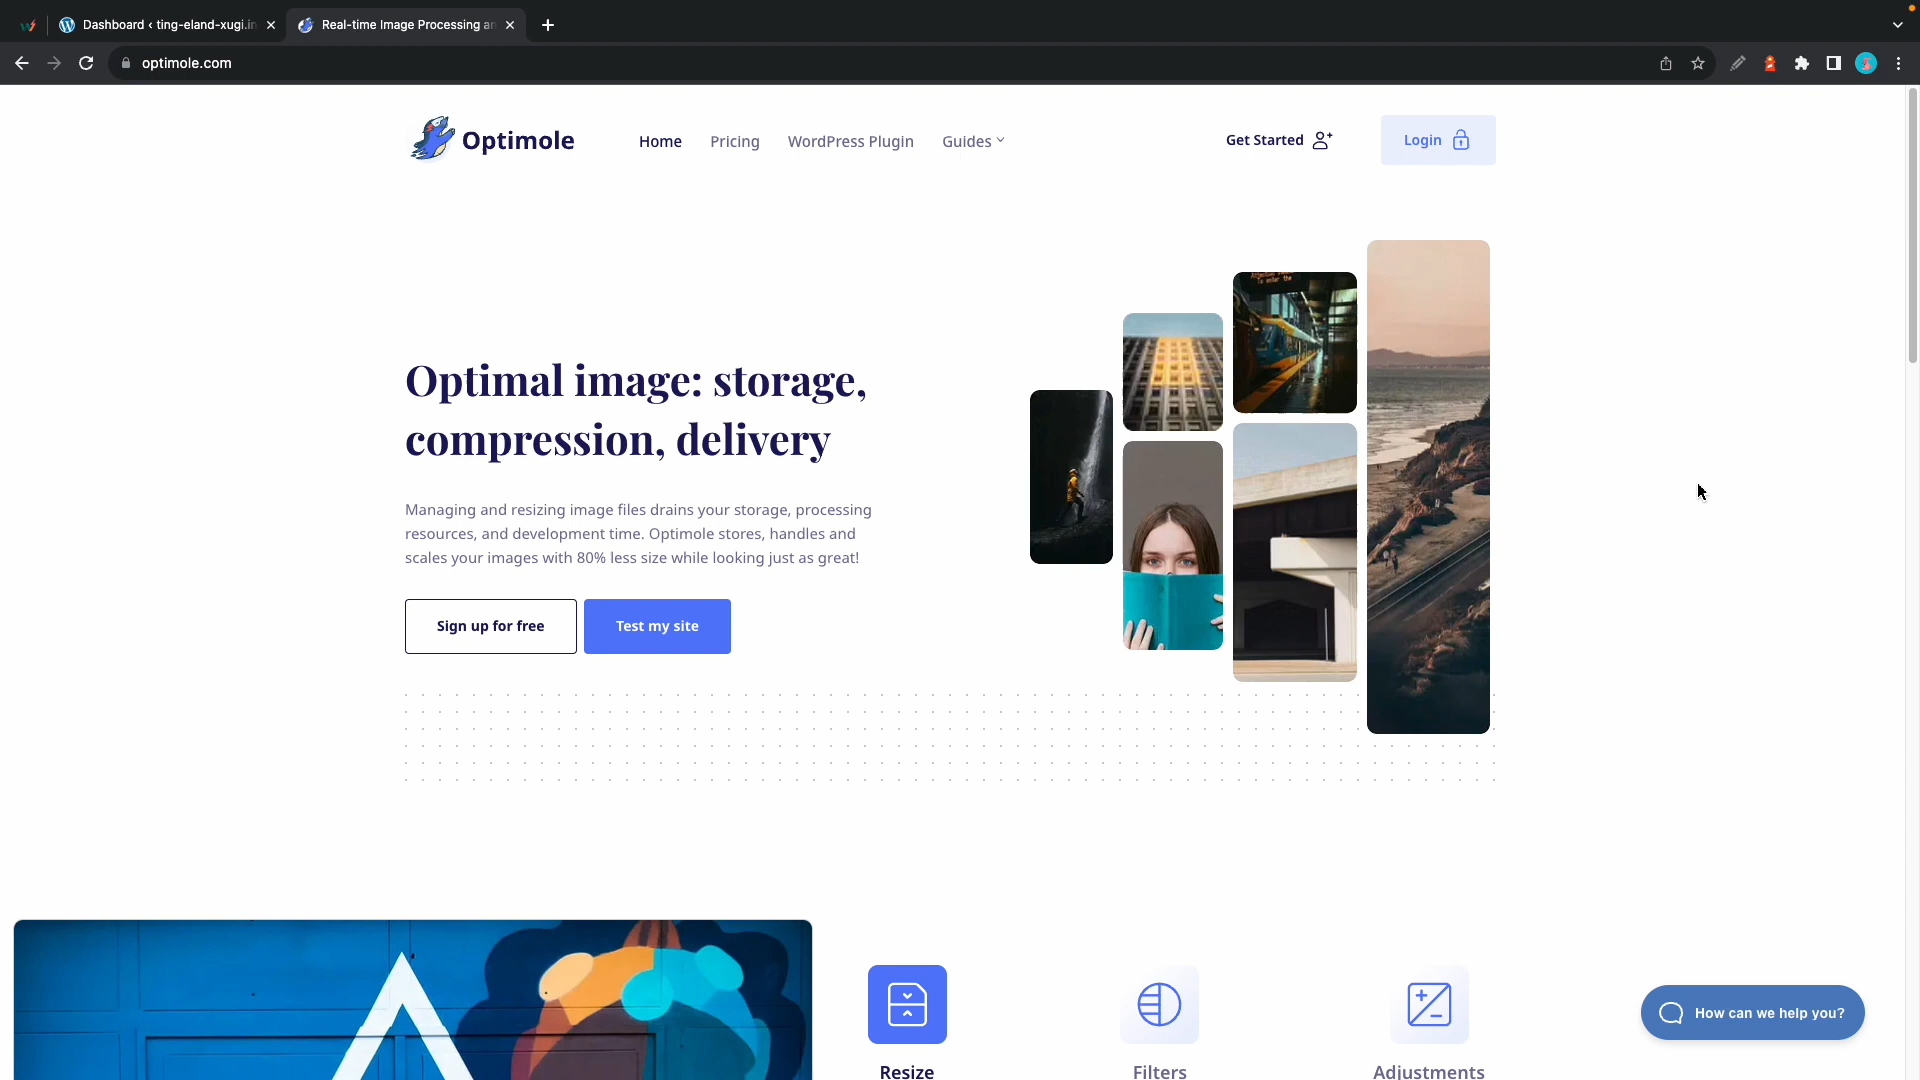 Dashboard ‹ ting-eland-xugi.in
Real-time Image Processing an
optimole.com
Optimole
Home
Pricing
WordPress Plugin
Guides
Get Started
Login
Optimal image: storage,
compression, delivery
Managing and resizing image files drains your storage, processing
resources, and development time. Optimole stores, handles and
scales your images with 80% less size while looking just as great!
Sign up for free
Test my site
Resize
Filters
Adjustments
How can we help you?